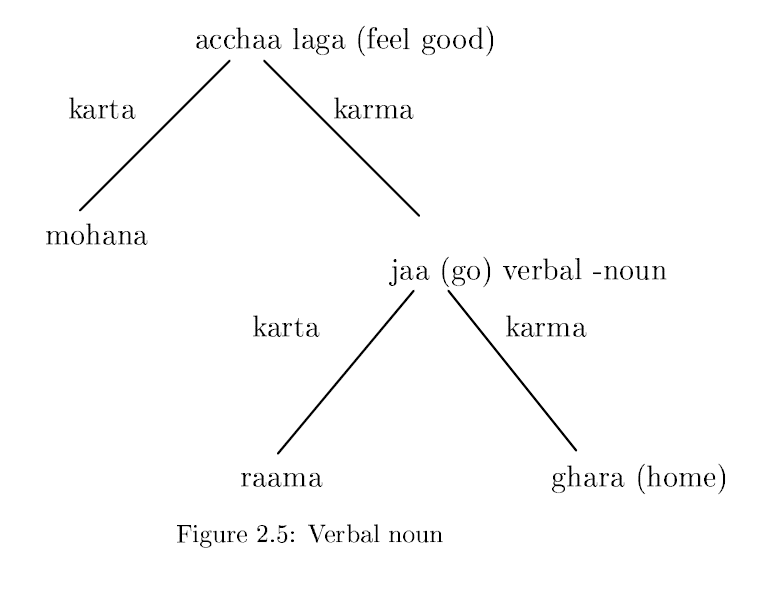 acchaa laga (feel good)
karta karma
mohana
jaa (go) verbal -noun
karta karma
raama ghara (home)
Figure 2.5: Verbal noun